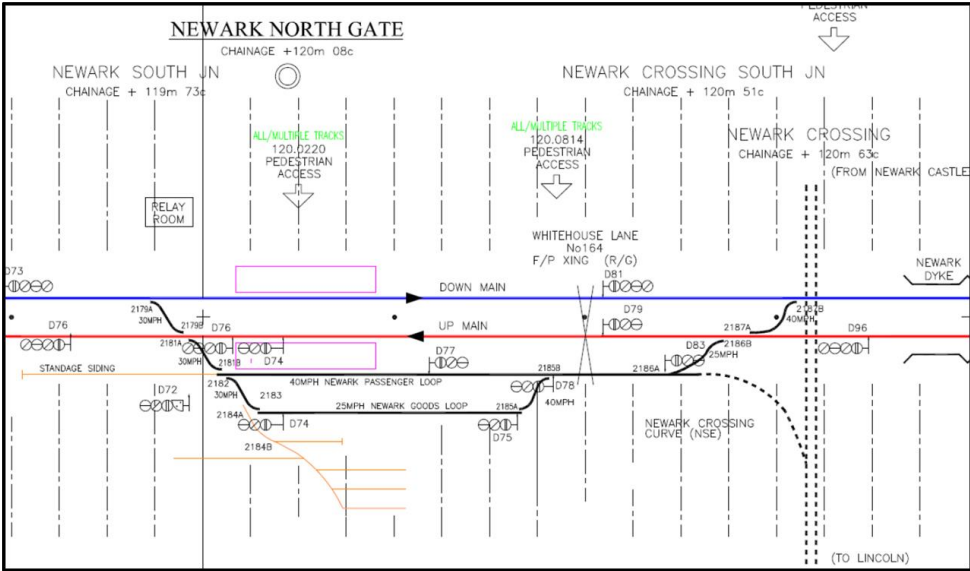 PEDESTRIAN
ACCESS
NEWARK NORTH GATE
CHAINAGE +120m 08c
NEWARK SOUTH JN
CHAINAGE + 119m 73c
NEWARK CROSSING SOUTH JN
CHAINAGE + 120m 51c
ALL/MULTIPLE TRACKS
120.0220
PEDESTRIAN
ACCESS
ALL/MULTIPLE TRACKS
120.0814
PEDESTRIAN
ACCESS
NEWARK CROSSING
CHAINAGE + 120m 63c
(FROM NEWARK CASTLE
RELAY
ROOM
WHITEHOUSE LANE
No164
F/P XING (R/G)
NEWARK
DYKE
D73
D81
DOWN MAIN
2179A
30MPH
2179B
D79
2187B
40MPH
D76
D76
UP MAIN
2187A
D96
2181A
30MPH
2181B
D74
D77
D83
2186B
25MPH
STANDAGE SIDING
2182
30MPH
40MPH NEWARK PASSENGER LOOP
2185B
D78
2186A
D72
2183
25MPH NEWARK GOODS LOOP
2185A
40MPH
2184A
D74
D75
NEWARK CROSSING
CURVE (NSE)
2184B
(TO LINCOLN)